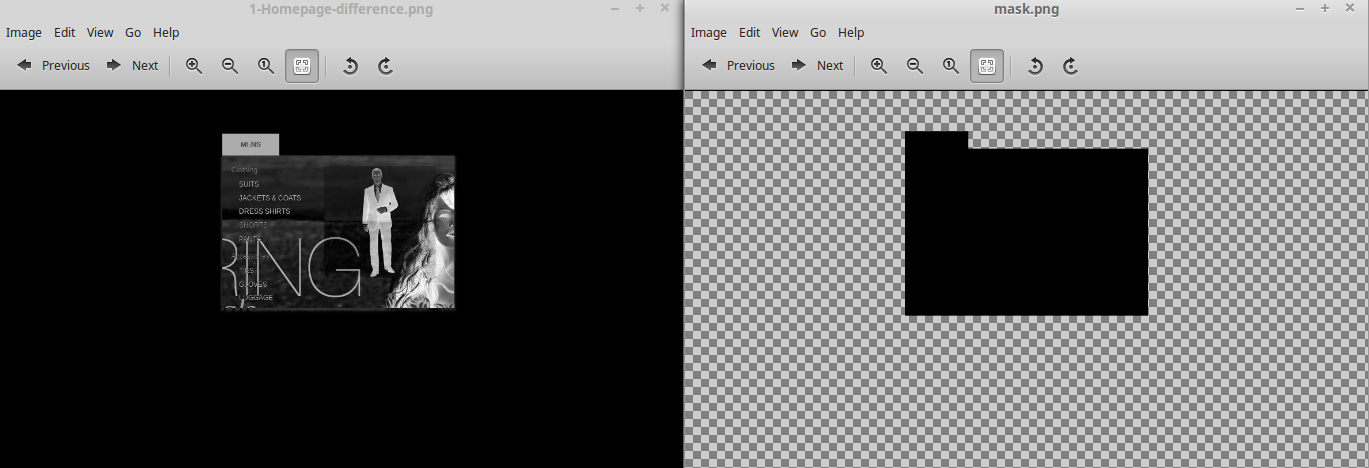 1-Homepage-difference.png
Image Edit View Go Help
Previous Next
MENS
Clothing
SUITS
JACKETS & COATS
DRESS SHIRTS
SHORTS
PANTS
RING
Accessories
TIES
GLOVES
LUGGAGE
mask.png
Image Edit View Go Help
Previous Next